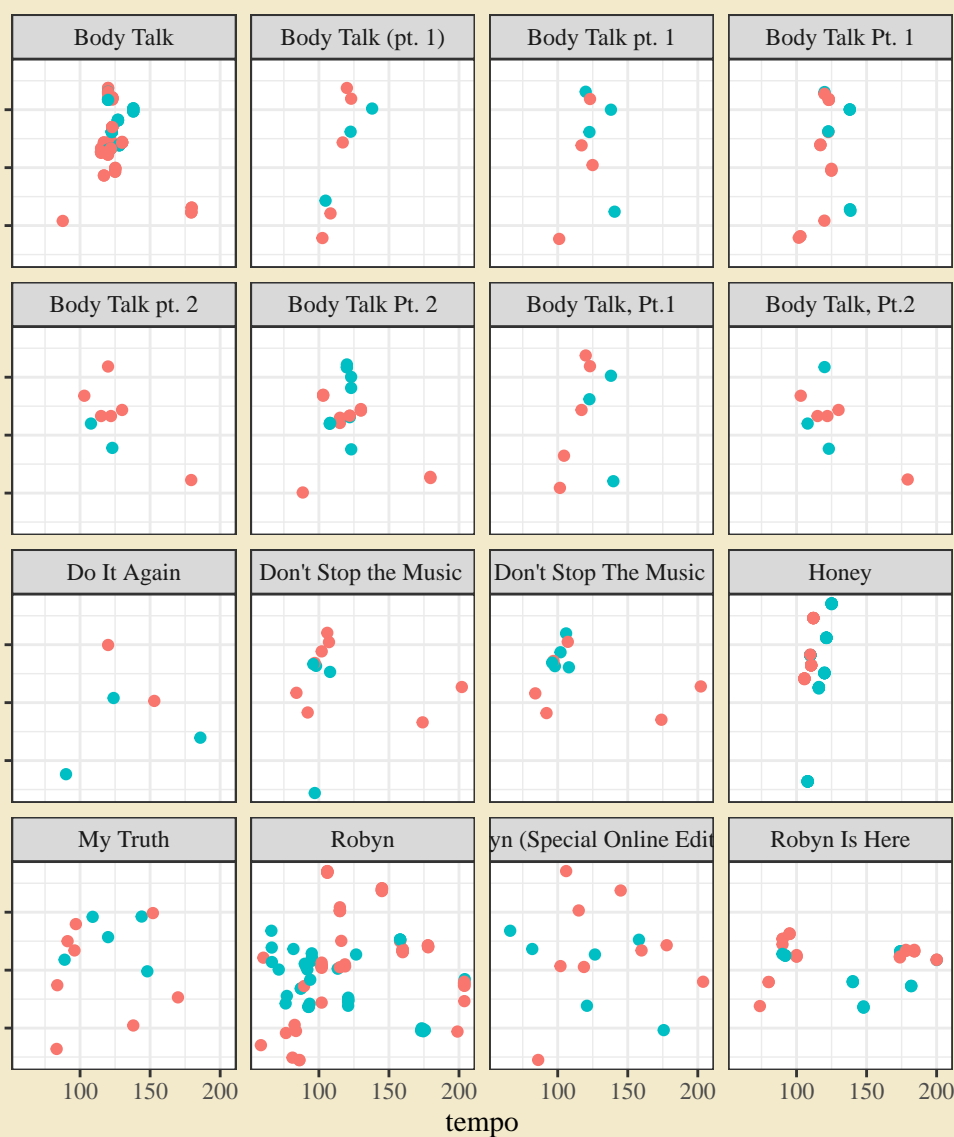 Body Talk
Body Talk (pt. 1)
Body Talk pt. 1
Body Talk Pt. 1
Body Talk pt. 2
Body Talk Pt. 2
Body Talk, Pt.1
Body Talk, Pt.2
Do It Again
Don't Stop the Music
Don't Stop The Music
Honey
My Truth
Robyn
yn (Special Online Edit
Robyn Is Here
100 150 200 100 150 200 100 150 200 100 150 200
tempo